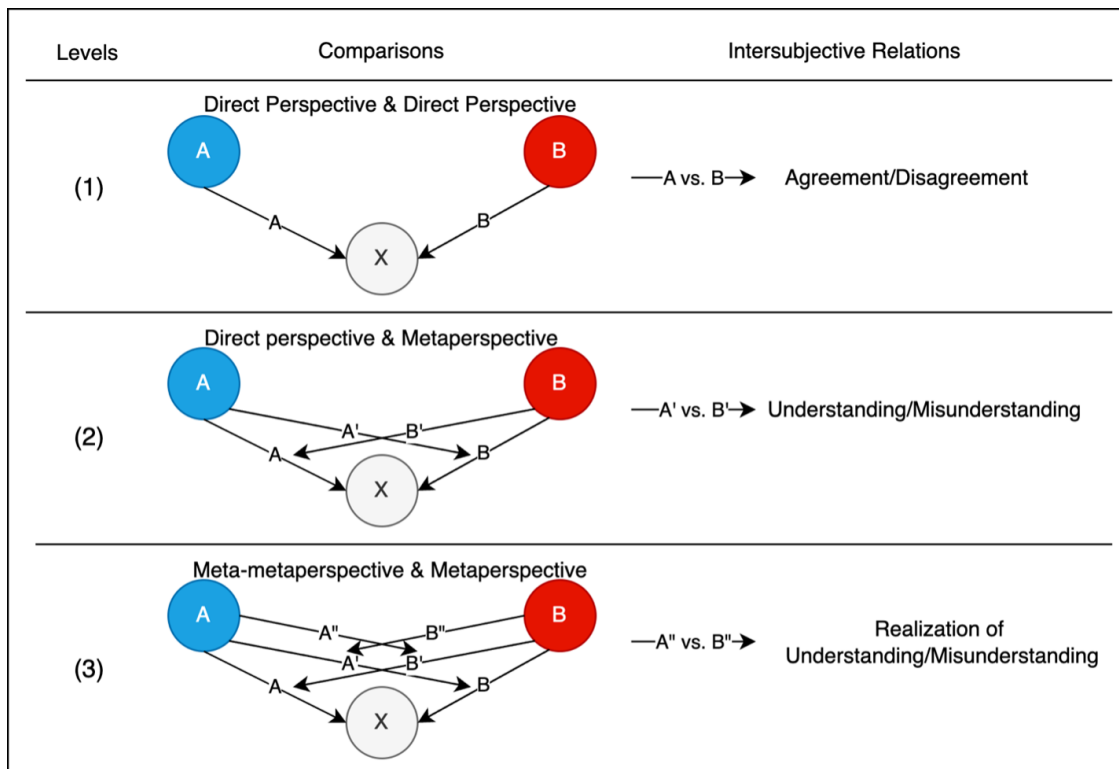 Levels Comparisons Intersubjective Relations
Direct Perspective & Direct Perspective
A B
(1) A vs. B Agreement/Disagreement
A B
X
Direct perspective & Metaperspective
A B
A' vs. B' Understanding/Misunderstanding
(2) A' B'
A B
X
Meta-metaperspective & Metaperspective
A B
A" B" A" vs. B" Realization of
(3) A' B' Understanding/Misunderstanding
A B
X